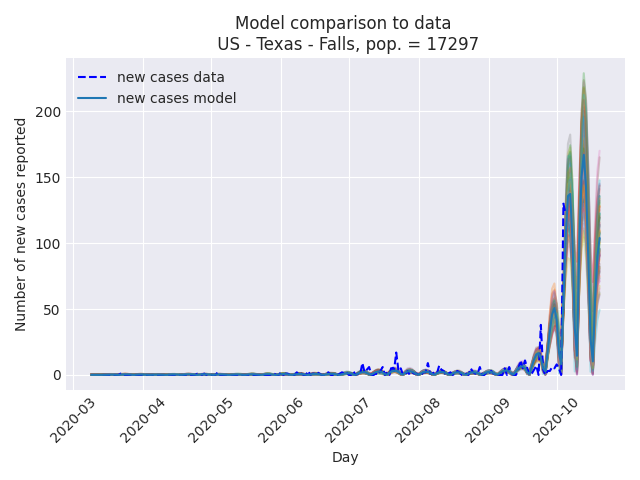 Model comparison to data
US - Texas - Falls, pop. = 17297
new cases data
new cases model
Number of new cases reported
200
150
100
50
0
2020-03
2020-04
2020-05
2020-06
2020-07
2020-08
2020-09
2020-10
Day